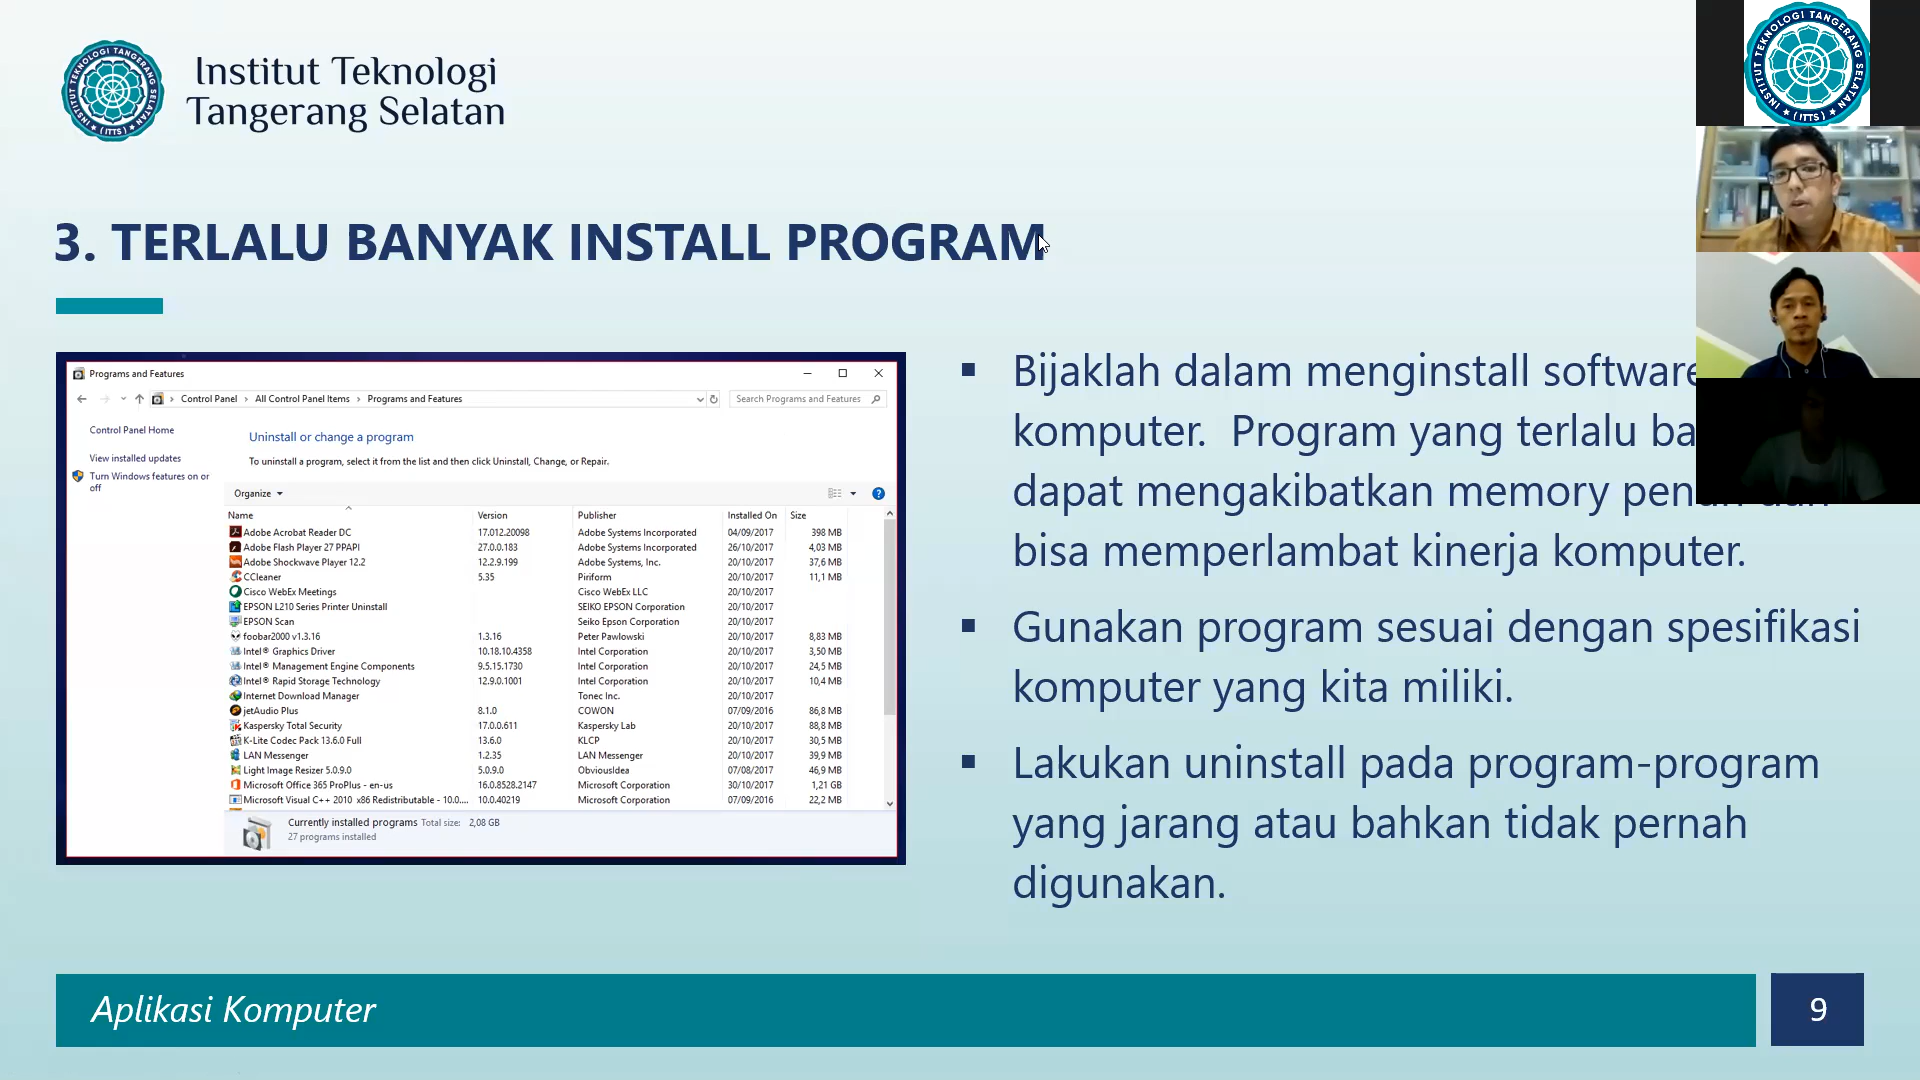 Institut Teknologi
Tangerang Selatan
INSTITUT TEKNOLOGI TANGERANG SELATAN
(ITTS)
INSTITUT TEKNOLOGI TANGERANG SELATAN
(ITTS)
3. TERLALU BANYAK INSTALL PROGRAM
Programs and Features
Control Panel > All Control Panel Items > Programs and Features
Search Programs and Features
Control Panel Home
View installed updates
Turn Windows features on or
off
Uninstall or change a program
To uninstall a program, select it from the list and then click Uninstall, Change, or Repair.
Organize
Name Version Publisher Installed On Size
Adobe Acrobat Reader DC 17.012.20098 Adobe Systems Incorporated 04/09/2017 398 MB
Adobe Flash Player 27 PPAPI 27.0.0.183 Adobe Systems Incorporated 26/10/2017 4,03 MB
Adobe Shockwave Player 12.2 12.2.9.199 Adobe Systems, Inc. 20/10/2017 37,6 MB
CCleaner 5.35 Piriform 20/10/2017 11,1 MB
Cisco WebEx Meetings Cisco WebEx LLC 20/10/2017
EPSON L210 Series Printer Uninstall SEIKO EPSON Corporation 20/10/2017
EPSON Scan Seiko Epson Corporation 20/10/2017
foobar2000 v1.3.16 1.3.16 Peter Pawlowski 20/10/2017 8,83 MB
Intel® Graphics Driver 10.18.10.4358 Intel Corporation 20/10/2017 3,50 MB
Intel® Management Engine Components 9.5.15.1730 Intel Corporation 20/10/2017 24,5 MB
Intel® Rapid Storage Technology 12.9.0.1001 Intel Corporation 20/10/2017 10,4 MB
Internet Download Manager Tonec Inc. 20/10/2017
jetAudio Plus 8.1.0 COWON 07/09/2016 86,8 MB
Kaspersky Total Security 17.0.0.611 Kaspersky Lab 20/10/2017 88,8 MB
K-Lite Codec Pack 13.6.0 Full 13.6.0 KLCP 20/10/2017 30,5 MB
LAN Messenger 1.2.35 LAN Messenger 20/10/2017 39,9 MB
Light Image Resizer 5.0.9.0 5.0.9.0 ObviousIdea 07/08/2017 46,9 MB
Microsoft Office 365 ProPlus - en-us 16.0.8528.2147 Microsoft Corporation 30/10/2017 1,21 GB
Microsoft Visual C++ 2010 x86 Redistributable - 10.0.... 10.0.40219 Microsoft Corporation 07/09/2016 22,2 MB
Currently installed programs Total size: 2,08 GB
27 programs installed
Bijaklah dalam menginstall software
komputer. Program yang terlalu ba
dapat mengakibatkan memory
bisa memperlambat kinerja komputer.
Gunakan program sesuai dengan spesifikasi
komputer yang kita miliki.
Lakukan uninstall pada program-program
yang jarang atau bahkan tidak pernah
digunakan.
Aplikasi Komputer
9